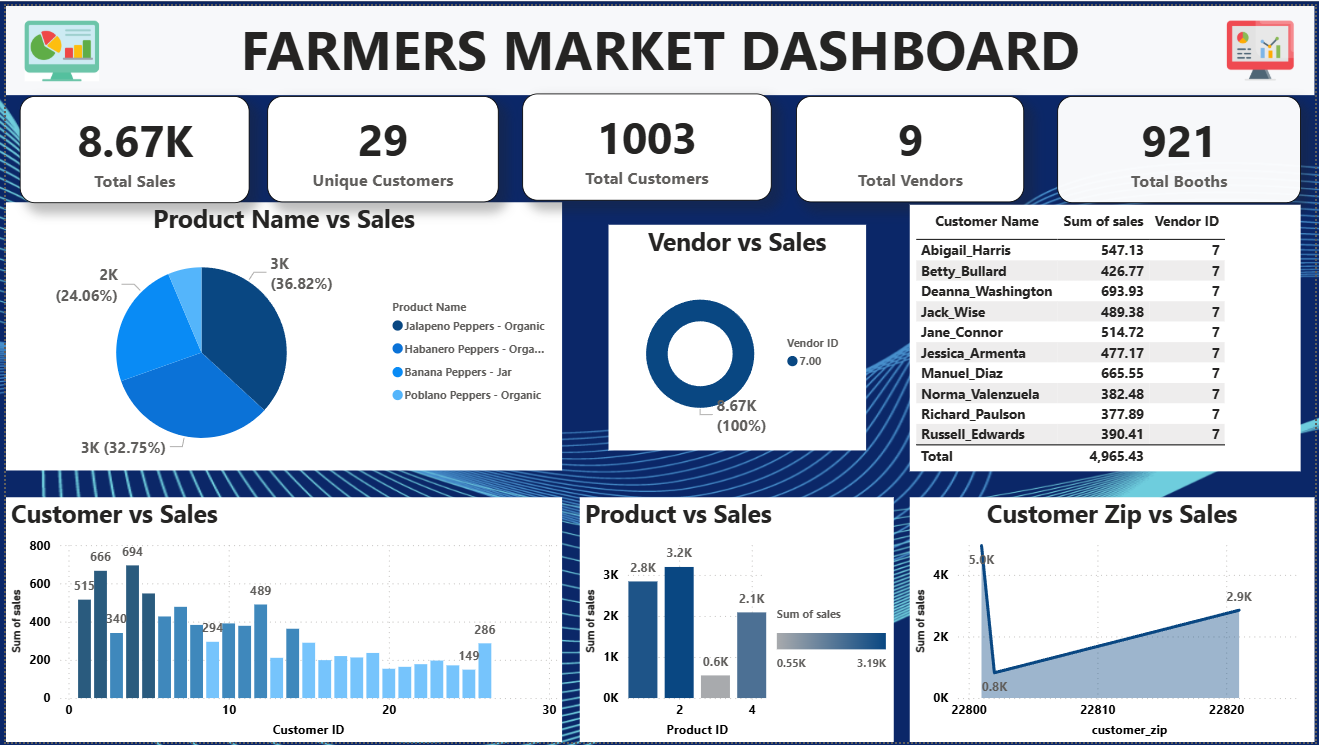 FARMERS MARKET DASHBOARD
8.67K
Total Sales
29
Unique Customers
1003
Total Customers
9
Total Vendors
921
Total Booths
Product Name vs Sales
3K
(36.82%)
2K
(24.06%)
3K (32.75%)
Product Name
Jalapeno Peppers - Organic
Habanero Peppers - Orga...
Banana Peppers - Jar
Poblano Peppers - Organic
Vendor vs Sales
Vendor ID
7.00
8.67K
(100%)
Customer Name Sum of sales Vendor ID
Abigail_Harris 547.13 7
Betty_Bullard 426.77 7
Deanna_Washington 693.93 7
Jack_Wise 489.38 7
Jane_Connor 514.72 7
Jessica_Armenta 477.17 7
Manuel_Diaz 665.55 7
Norma_Valenzuela 382.48 7
Richard_Paulson 377.89 7
Russell_Edwards 390.41 7
Total 4,965.43
Customer vs Sales
Sum of sales
800
600
400
200
0
515
666
340
694
294
489
149
286
0 10 20 30
Customer ID
Product vs Sales
Sum of sales
3K
2K
1K
0K
2.8K
3.2K
0.6K
2.1K
2 4
Product ID
Sum of sales
0.55K 3.19K
Customer Zip vs Sales
Sum of sales
4K
2K
0K
5.0K
0.8K
2.9K
22800 22810 22820
customer_zip